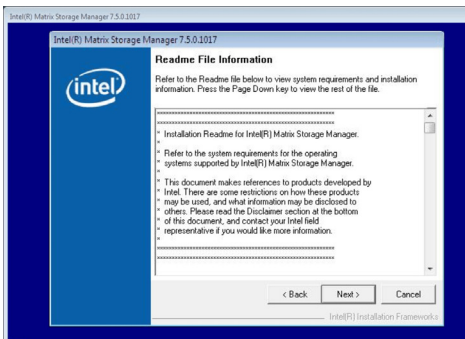 Intel(R) Matrix Storage Manager 7.5.0.1017
Intel(R) Matrix Storage Manager 7.5.0.1017
Readme File Information
intel
Refer to the Readme file below to view system requirements and installation
information. Press the Page Down key to view the rest of the file.
* Installation Readme for Intel(R) Matrix Storage Manager.
*
* Refer to the system requirements for the operating
* systems supported by Intel(R) Matrix Storage Manager.
*
* This document makes references to products developed by
* Intel. There are some restrictions on how these products
* may be used, and what information may be disclosed to
* others. Please read the Disclaimer section at the bottom
* of this document, and contact your Intel field
* representative if you would like more information.
*
< Back
Next >
Cancel
Intel(R) Installation Frameworks